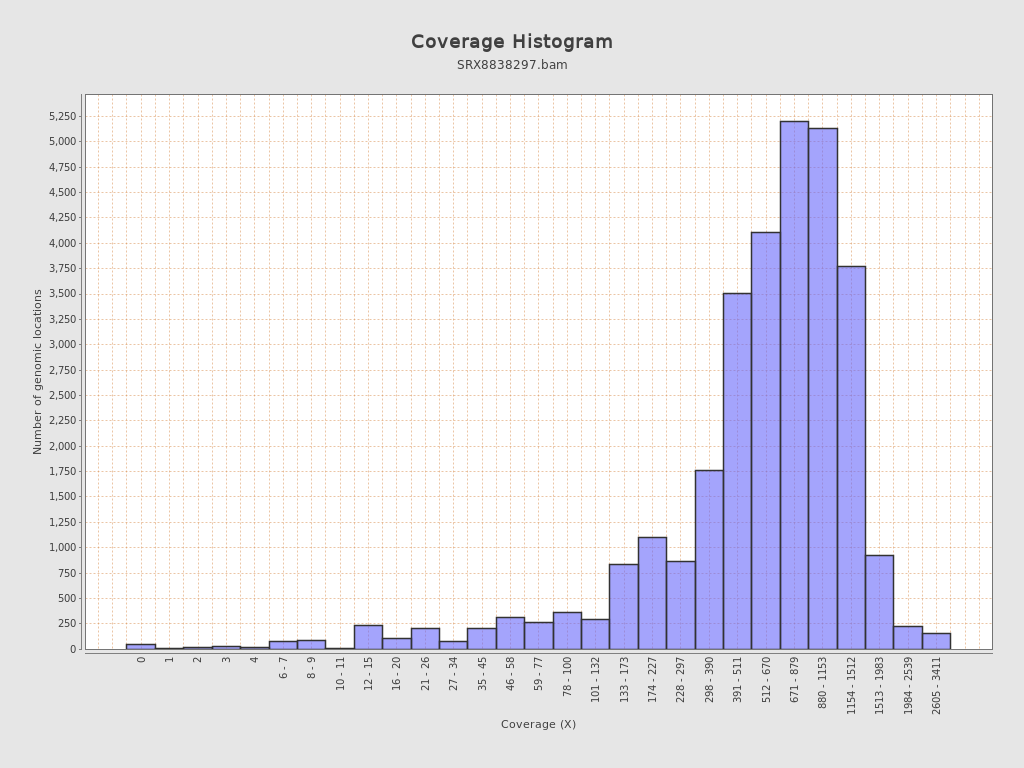 Coverage Histogram
SRX8838297.bam
Number of genomic locations
5,250
5,000
4,750
4,500
4,250
4,000
3,750
3,500
3,250
3,000
2,750
2,500
2,250
2,000
1,750
1,500
1,250
1,000
750
500
250
0
0
1
2
3
4
6 - 7
8 - 9
10 - 11
12 - 15
16 - 20
21 - 26
27 - 34
35 - 45
46 - 58
59 - 77
78 - 100
101 - 132
133 - 173
174 - 227
228 - 297
298 - 390
391 - 511
512 - 670
671 - 879
880 - 1153
1154 - 1512
1513 - 1983
1984 - 2539
2605 - 3411
Coverage (X)